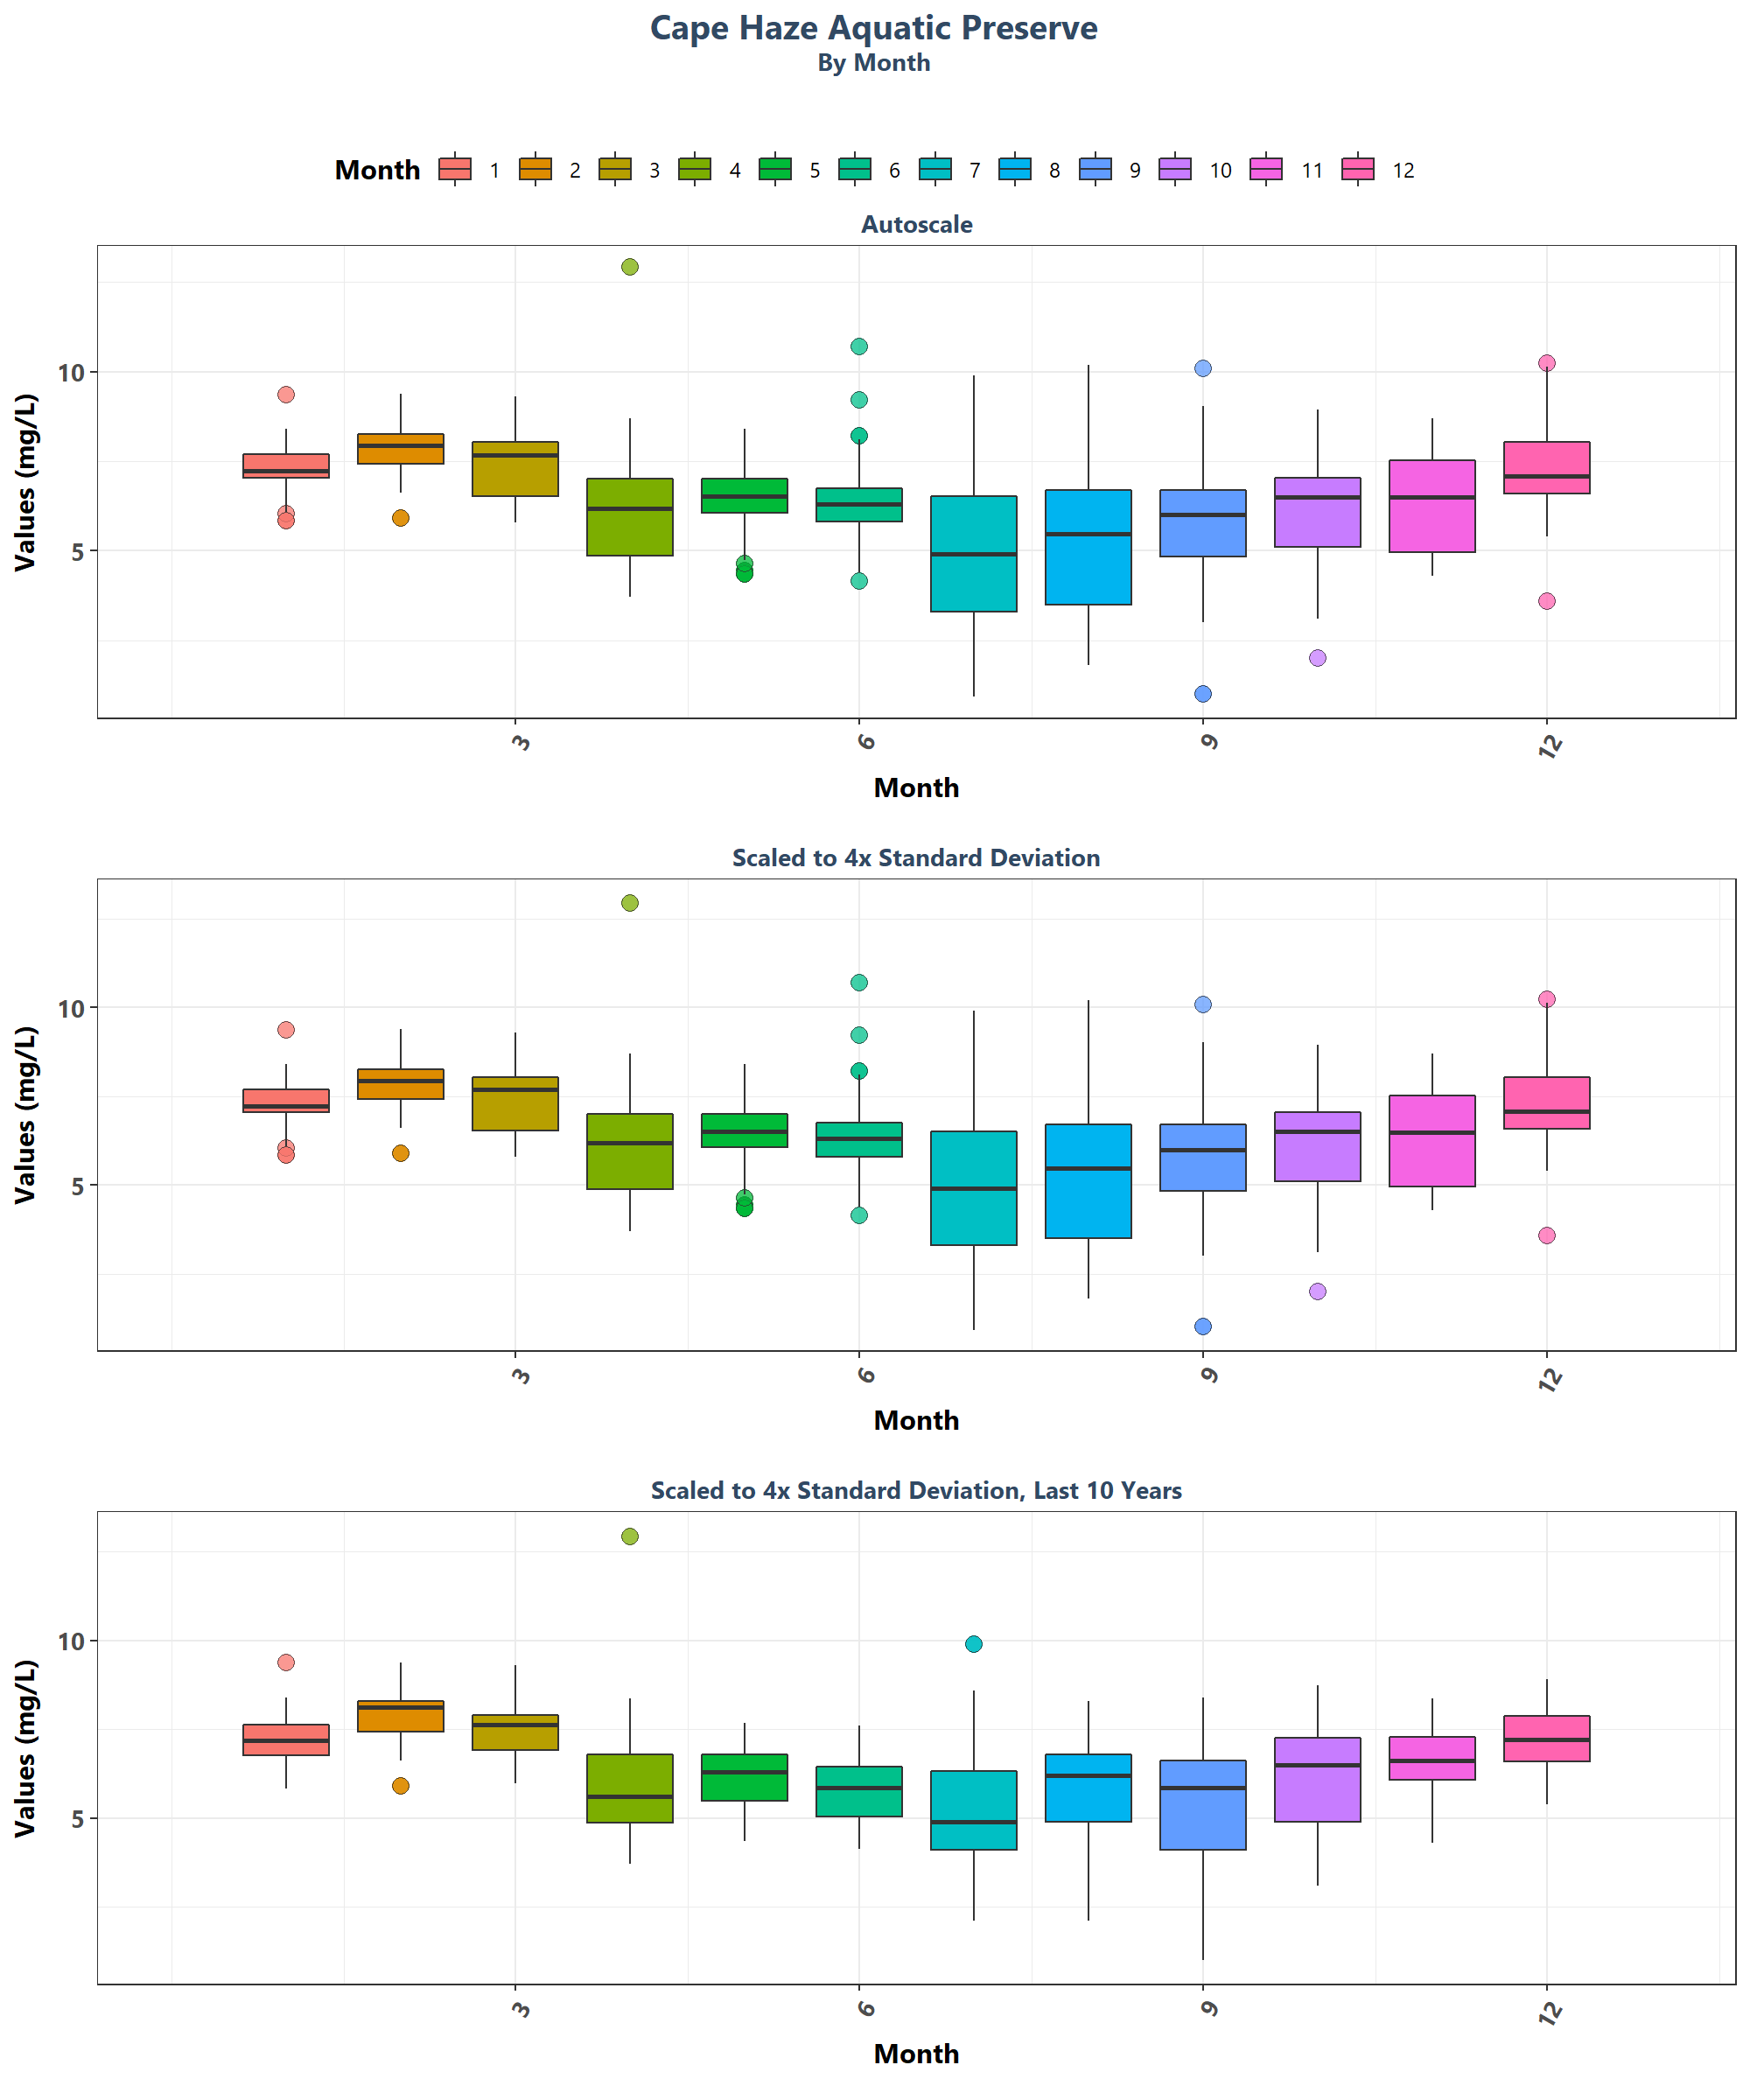 Cape Haze Aquatic Preserve
By Month
Month 1 2 3 4 5 6 7 8 9 10 11 12
Autoscale
Values (mg/L)
10
5
3 6 9 12
Month
Scaled to 4x Standard Deviation
Values (mg/L)
10
5
3 6 9 12
Month
Scaled to 4x Standard Deviation, Last 10 Years
Values (mg/L)
10
5
3 6 9 12
Month